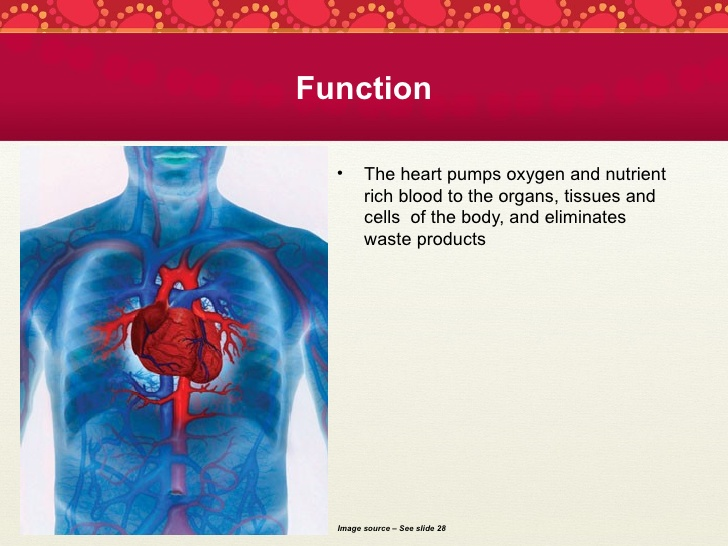 Function
• The heart pumps oxygen and nutrient
rich blood to the organs, tissues and
cells  of the body, and eliminates
waste products
Image source – See slide 28